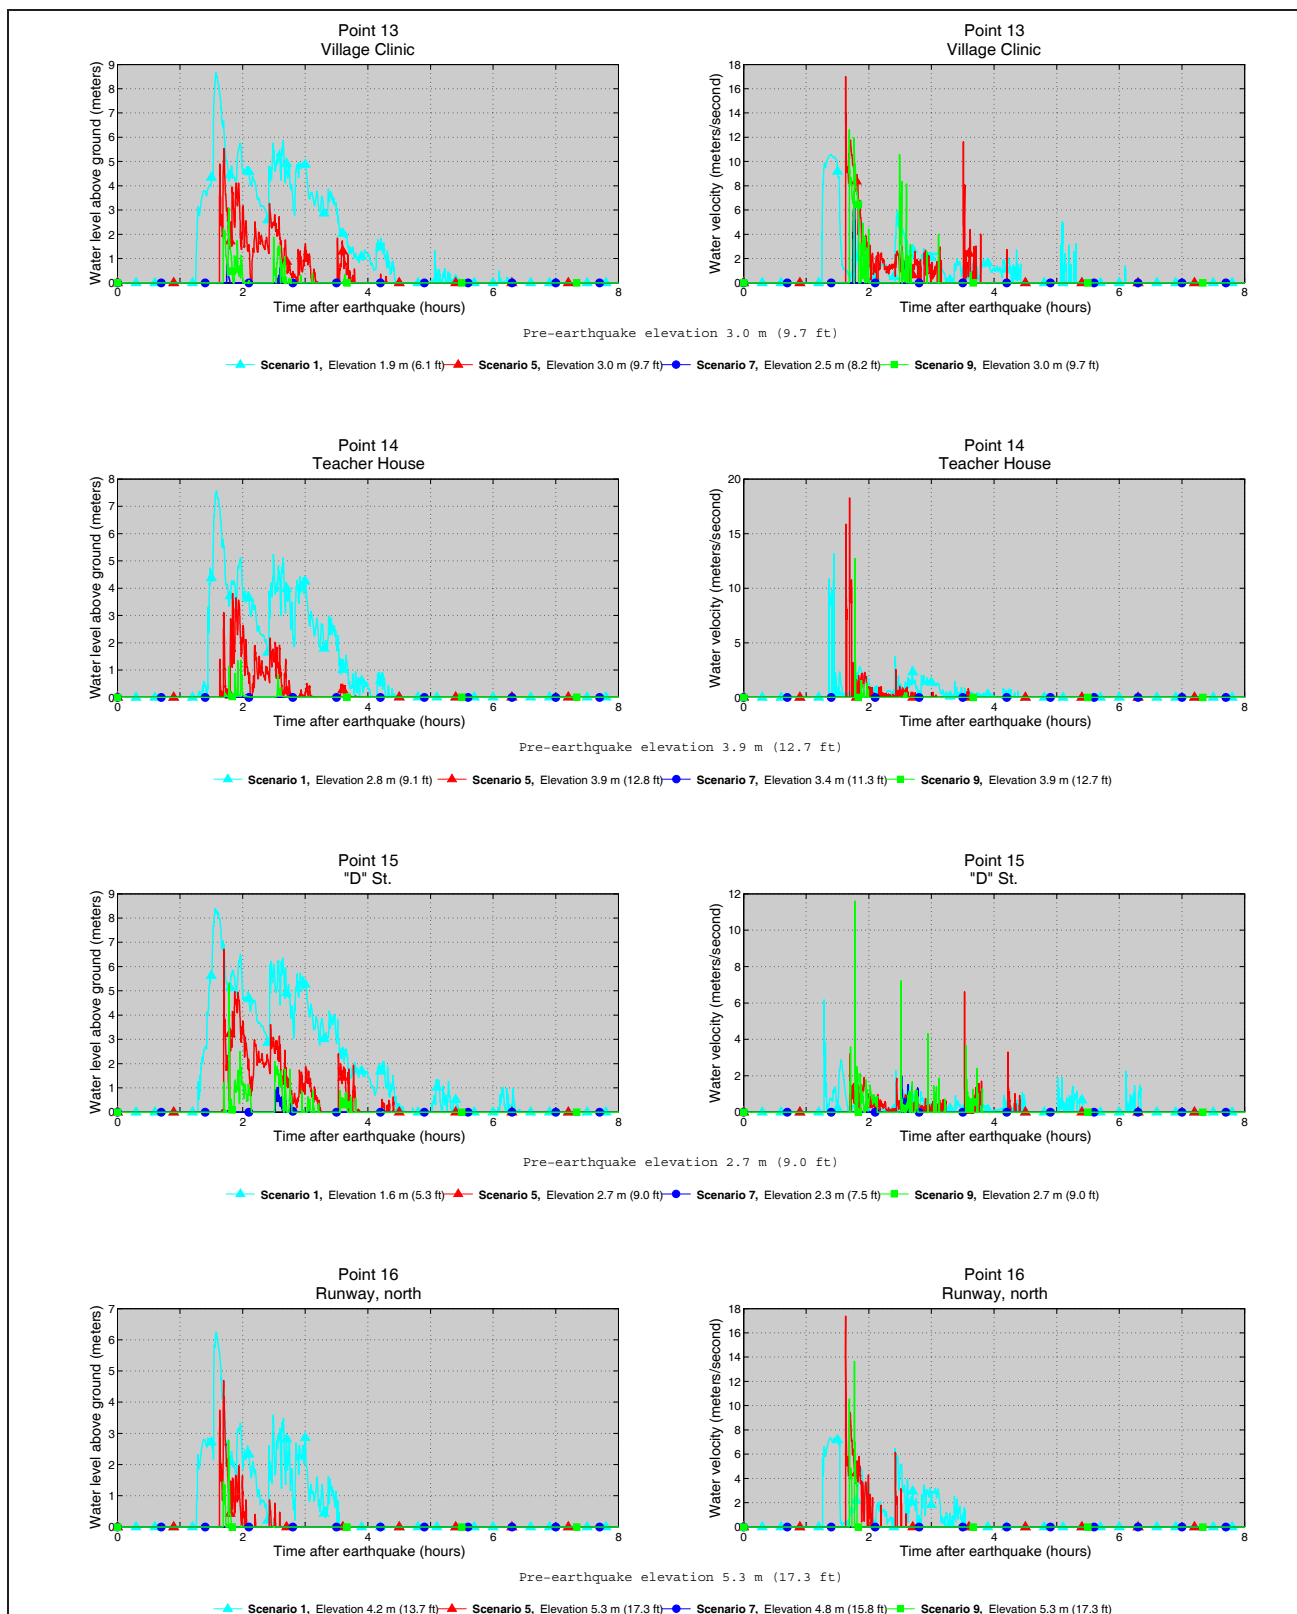 Point 13
Village Clinic
Water level above ground (meters)
0 1 2 3 4 5 6 7 8 9
0 2 4 6 8
Time after earthquake (hours)
Point 13
Village Clinic
Water velocity (meters/second)
0 2 4 6 8 10 12 14 16 18
0 2 4 6 8
Time after earthquake (hours)
Pre-earthquake elevation 3.0 m (9.7 ft)
Scenario 1, Elevation 1.9 m (6.1 ft) Scenario 5, Elevation 3.0 m (9.7 ft) Scenario 7, Elevation 2.5 m (8.2 ft) Scenario 9, Elevation 3.0 m (9.7 ft)
Point 14
Teacher House
Water level above ground (meters)
0 1 2 3 4 5 6 7 8
0 2 4 6 8
Time after earthquake (hours)
Point 14
Teacher House
Water velocity (meters/second)
0 5 10 15 20
0 2 4 6 8
Time after earthquake (hours)
Pre-earthquake elevation 3.9 m (12.7 ft)
Scenario 1, Elevation 2.8 m (9.1 ft) Scenario 5, Elevation 3.9 m (12.8 ft) Scenario 7, Elevation 3.4 m (11.3 ft) Scenario 9, Elevation 3.9 m (12.7 ft)
Point 15
"D" St.
Water level above ground (meters)
0 1 2 3 4 5 6 7 8 9
0 2 4 6 8
Time after earthquake (hours)
Point 15
"D" St.
Water velocity (meters/second)
0 2 4 6 8 10 12
0 2 4 6 8
Time after earthquake (hours)
Pre-earthquake elevation 2.7 m (9.0 ft)
Scenario 1, Elevation 1.6 m (5.3 ft) Scenario 5, Elevation 2.7 m (9.0 ft) Scenario 7, Elevation 2.3 m (7.5 ft) Scenario 9, Elevation 2.7 m (9.0 ft)
Point 16
Runway, north
Water level above ground (meters)
0 1 2 3 4 5 6 7
0 2 4 6 8
Time after earthquake (hours)
Point 16
Runway, north
Water velocity (meters/second)
0 2 4 6 8 10 12 14 16 18
0 2 4 6 8
Time after earthquake (hours)
Pre-earthquake elevation 5.3 m (17.3 ft)
Scenario 1, Elevation 4.2 m (13.7 ft) Scenario 5, Elevation 5.3 m (17.3 ft) Scenario 7, Elevation 4.8 m (15.8 ft) Scenario 9, Elevation 5.3 m (17.3 ft)